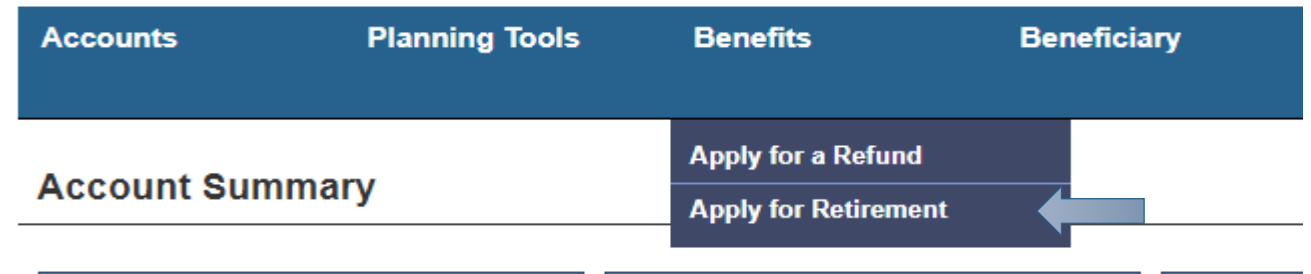 Accounts Planning Tools Benefits Beneficiary
Apply for a Refund
Account Summary
Apply for Retirement